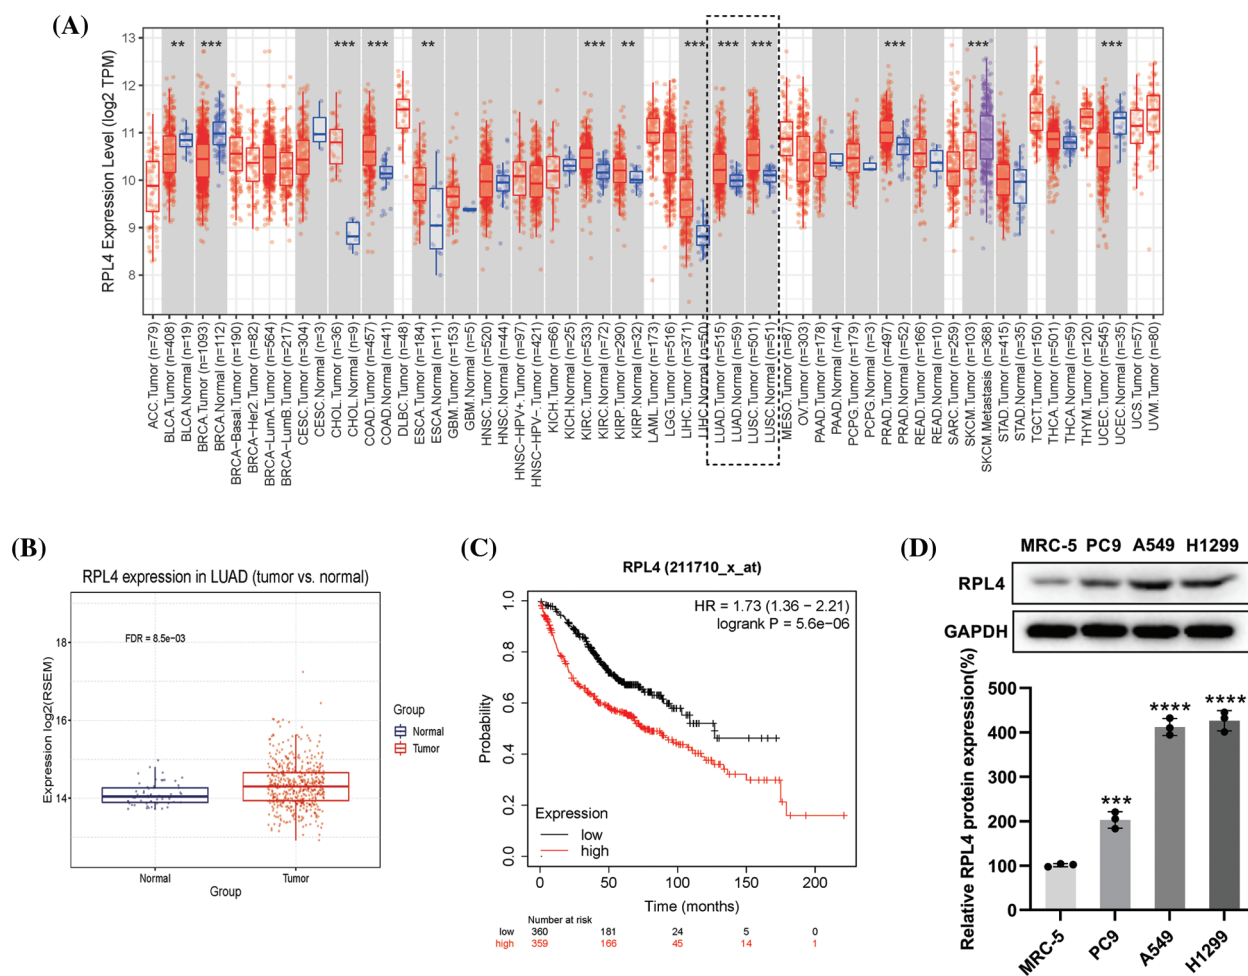 (A)
RPL4 Expression Level (log2 TPM)
13
12
11
10
9
8
** *** *** *** ** *** ** *** *** *** *** *** ***
ACC.Tumor (n=79)
BLCA.Tumor (n=408)
BLCA.Normal (n=19)
BRCA.Tumor (n=1093)
BRCA.Normal (n=112)
BRCA−Basal.Tumor (n=190)
BRCA−Her2.Tumor (n=82)
BRCA−LumA.Tumor (n=564)
BRCA−LumB.Tumor (n=217)
CESC.Tumor (n=304)
CESC.Normal (n=3)
CHOL.Tumor (n=36)
CHOL.Normal (n=9)
COAD.Tumor (n=457)
COAD.Normal (n=41)
DLBC.Tumor (n=48)
ESCA.Tumor (n=184)
ESCA.Normal (n=11)
GBM.Tumor (n=153)
GBM.Normal (n=5)
HNSC.Tumor (n=520)
HNSC.Normal (n=44)
HNSC−HPV+.Tumor (n=97)
HNSC−HPV−.Tumor (n=421)
KICH.Tumor (n=66)
KICH.Normal (n=25)
KIRC.Tumor (n=533)
KIRC.Normal (n=72)
KIRP.Tumor (n=290)
KIRP.Normal (n=32)
LAML.Tumor (n=173)
LGG.Tumor (n=516)
LIHC.Tumor (n=371)
LIHC.Normal (n=50)
LUAD.Tumor (n=515)
LUAD.Normal (n=59)
LUSC.Tumor (n=501)
LUSC.Normal (n=51)
MESO.Tumor (n=87)
OV.Tumor (n=303)
PAAD.Tumor (n=178)
PAAD.Normal (n=4)
PCPG.Tumor (n=179)
PCPG.Normal (n=3)
PRAD.Tumor (n=497)
PRAD.Normal (n=52)
READ.Tumor (n=166)
READ.Normal (n=10)
SARC.Tumor (n=259)
SKCM.Tumor (n=103)
SKCM.Metastasis (n=368)
STAD.Tumor (n=415)
STAD.Normal (n=35)
TGCT.Tumor (n=150)
THCA.Tumor (n=501)
THCA.Normal (n=59)
THYM.Tumor (n=120)
UCEC.Tumor (n=545)
UCEC.Normal (n=35)
UCS.Tumor (n=57)
UVM.Tumor (n=80)
(B)
RPL4 expression in LUAD (tumor vs. normal)
FDR = 8.5e−03
Expression log2(RSEM)
18
16
14
Normal
Tumor
Group
Group
Normal
Tumor
(C)
RPL4 (211710_x_at)
HR = 1.73 (1.36 − 2.21)
logrank P = 5.6e−06
Probability
1.0
0.8
0.6
0.4
0.2
0.0
Expression
low
high
0 50 100 150 200
Time (months)
Number at risk
low 360 181 24 5 0
high 359 166 45 14 1
(D)
MRC-5 PC9 A549 H1299
RPL4
GAPDH
Relative RPL4 protein expression(%)
500
400
300
200
100
0
*** **** ****
MRC-5
PC9
A549
H1299